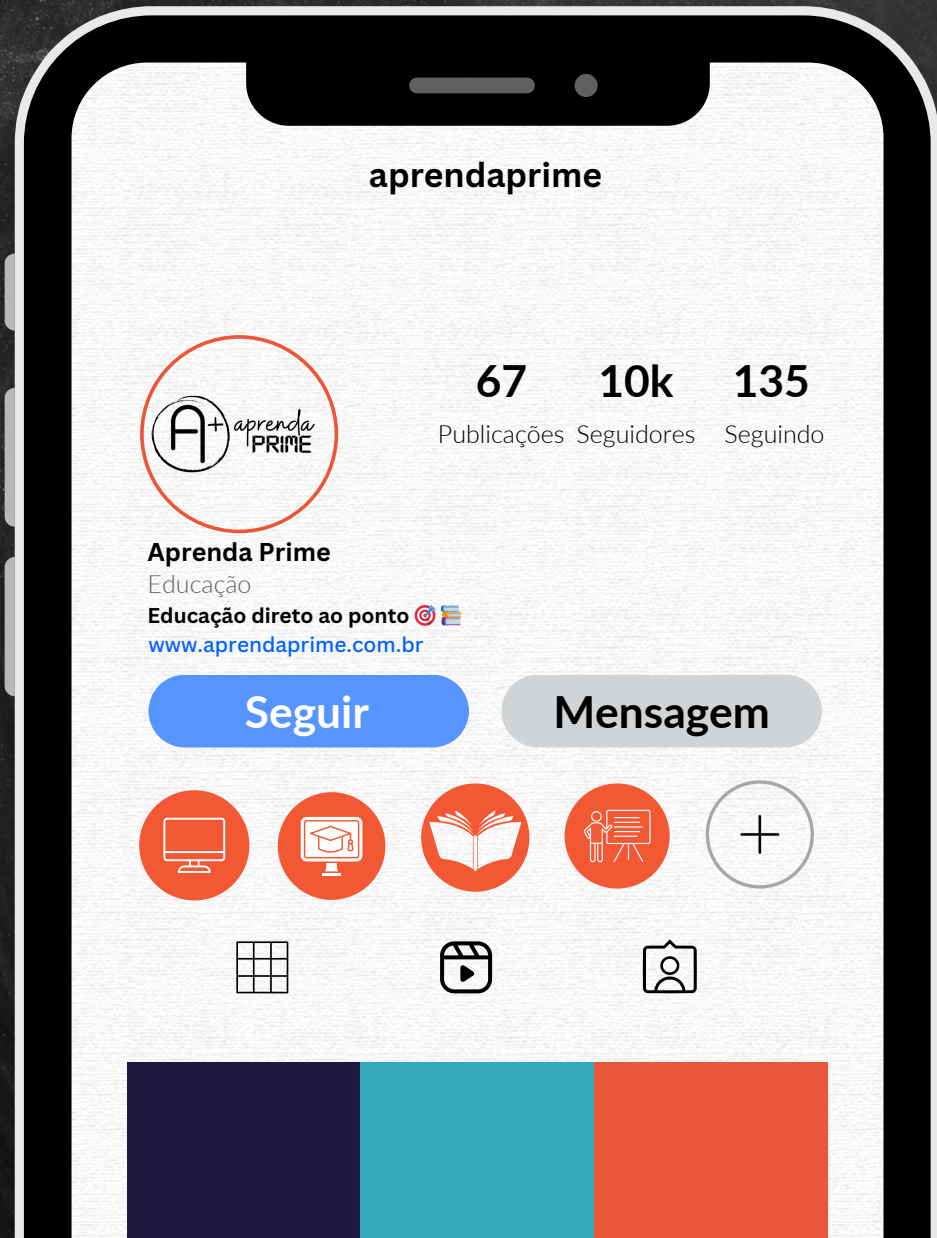 aprendaprime
67 10k 135
Publicações Seguidores Seguindo
A+ aprenda
PRIME
Aprenda Prime
Educação
Educação direto ao ponto 🎯📚
www.aprendaprime.com.br
Seguir Mensagem